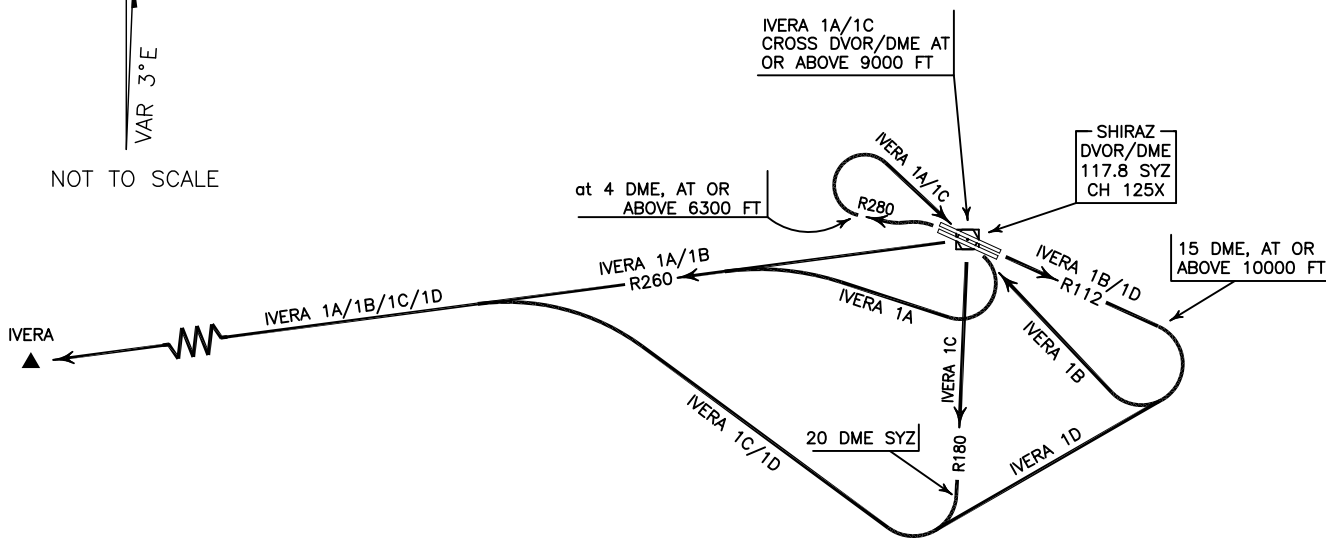 VAR 3°E
NOT TO SCALE
IVERA 1A/1C
CROSS DVOR/DME AT
OR ABOVE 9000 FT
SHIRAZ
DVOR/DME
117.8 SYZ
CH 125X
IVERA 1A/1C
at 4 DME, AT OR
ABOVE 6300 FT
R280
15 DME, AT OR
ABOVE 10000 FT
IVERA 1B/1D
R112
IVERA 1A/1B
R260
IVERA 1A
IVERA 1A/1B/1C/1D
IVERA
IVERA 1B
IVERA 1C
R180
IVERA 1C/1D
20 DME SYZ
IVERA 1D